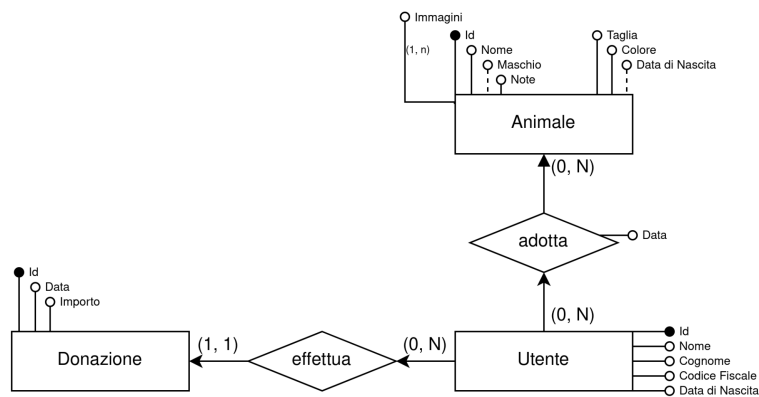 Immagini
(1, n)
Id
Nome
Maschio
Note
Taglia
Colore
Data di Nascita
Animale
(0, N)
adotta
Data
(0, N)
Id
Data
Importo
Donazione
(1, 1)
effettua
(0, N)
Utente
Id
Nome
Cognome
Codice Fiscale
Data di Nascita